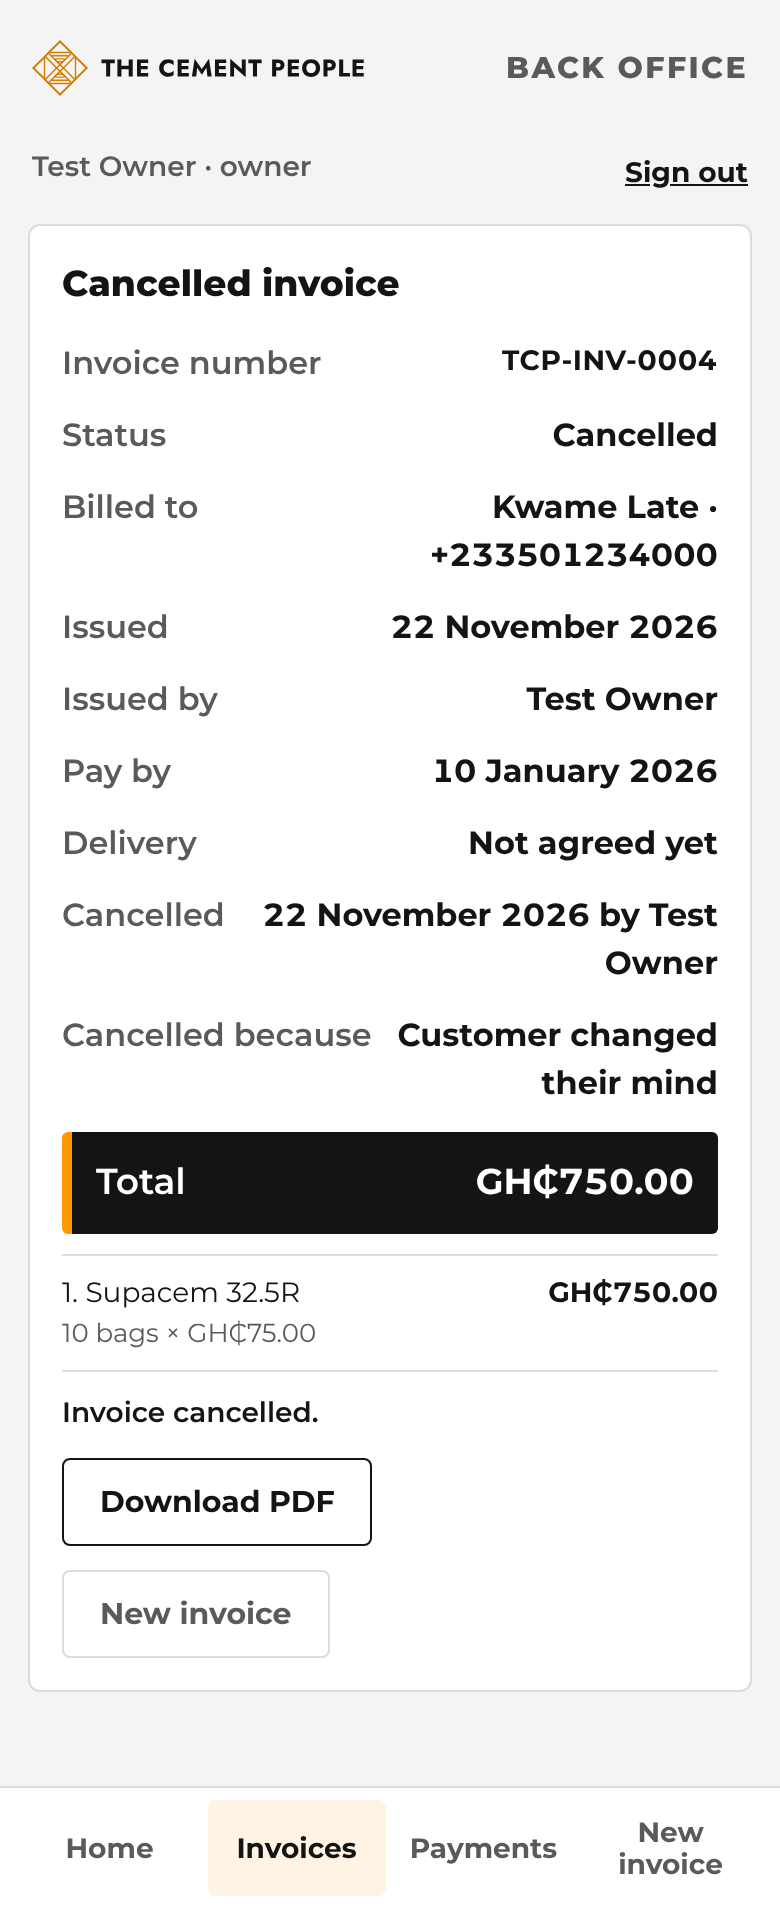 THE CEMENT PEOPLE
BACK OFFICE
Test Owner · owner
Sign out
Cancelled invoice
Invoice number TCP-INV-0004
Status Cancelled
Billed to Kwame Late ·
+233501234000
Issued 22 November 2026
Issued by Test Owner
Pay by 10 January 2026
Delivery Not agreed yet
Cancelled 22 November 2026 by Test
Owner
Cancelled because Customer changed
their mind
Total GH₵750.00
1. Supacem 32.5R GH₵750.00
10 bags × GH₵75.00
Invoice cancelled.
Download PDF
New invoice
Home
Invoices
Payments
New
invoice